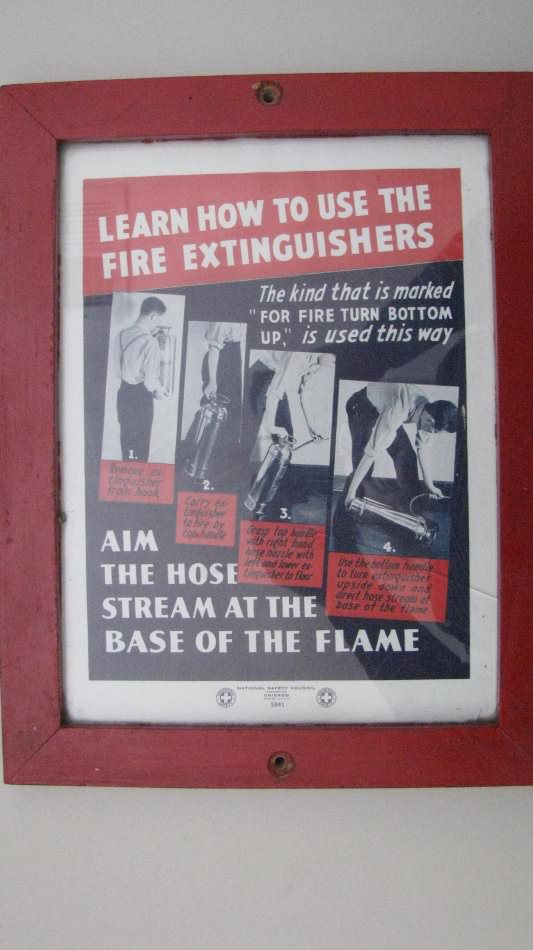 LEARN HOW TO USE THE
FIRE EXTINGUISHERS
The kind that is marked
"FOR FIRE TURN BOTTOM
UP," is used this way
1.
Remove ex-
tinguisher
from hook
2.
Carry ex-
tinguisher
to fire by
top handle
3.
Grasp top handle
with right hand
hose nozzle with
left and lower ex-
tinguisher to floor
4.
Use the bottom handle
to turn extinguisher
upside down and
direct hose stream at
base of the flame
AIM
THE HOSE
STREAM AT THE
BASE OF THE FLAME
NATIONAL SAFETY COUNCIL
CHICAGO